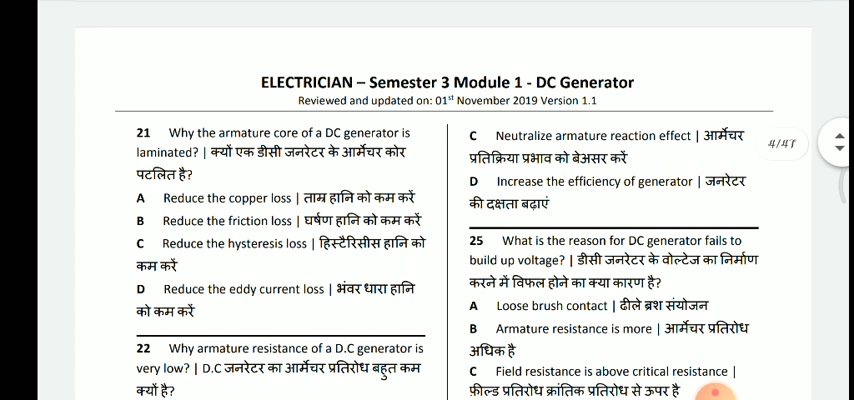 ELECTRICIAN – Semester 3 Module 1 - DC Generator
Reviewed and updated on: 01st November 2019 Version 1.1
21 Why the armature core of a DC generator is
laminated? | क्यों एक डीसी जनरेटर के आर्मेचर कोर
पटलित है?
A Reduce the copper loss | ताम्र हानि को कम करें
B Reduce the friction loss | घर्षण हानि को कम करें
C Reduce the hysteresis loss | हिस्टैरिसीस हानि को
कम करें
D Reduce the eddy current loss | भंवर धारा हानि
को कम करें
22 Why armature resistance of a D.C generator is
very low? | D.C जनरेटर का आर्मेचर प्रतिरोध बहुत कम
क्यों है?
C Neutralize armature reaction effect | आर्मेचर
प्रतिक्रिया प्रभाव को बेअसर करें
D Increase the efficiency of generator | जनरेटर
की दक्षता बढ़ाएं
25 What is the reason for DC generator fails to
build up voltage? | डीसी जनरेटर के वोल्टेज का निर्माण
करने में विफल होने का क्या कारण है?
A Loose brush contact | ढीले ब्रश संयोजन
B Armature resistance is more | आर्मेचर प्रतिरोध
अधिक है
C Field resistance is above critical resistance |
फ़ील्ड प्रतिरोध क्रांतिक प्रतिरोध से ऊपर है
4/47